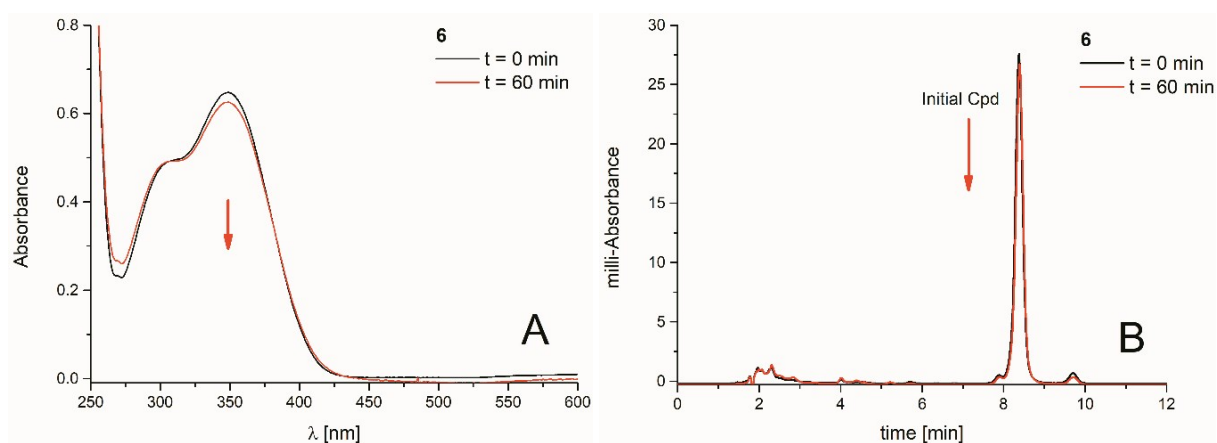 0.8
6
t = 0 min
t = 60 min
0.6
Absorbance
0.4
0.2
A
0.0
250 300 350 400 450 500 550 600
λ [nm]
30
6
t = 0 min
t = 60 min
25
Initial Cpd
20
milli-Absorbance
15
10
5
B
0
0 2 4 6 8 10 12
time [min]